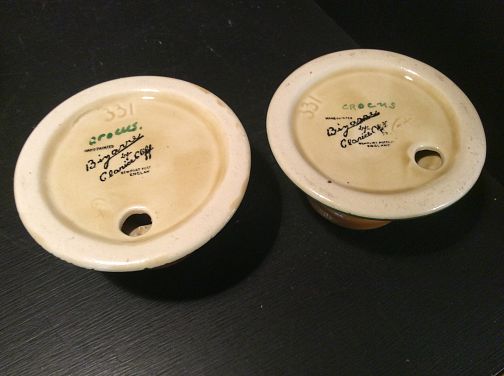 331
crocus.
HAND PAINTED
Bizarre
by
Clarice Cliff
NEWPORT POTTERY
ENGLAND
331
CROCUS
HAND PAINTED
Bizarre
by
Clarice Cliff
NEWPORT POTTERY
ENGLAND